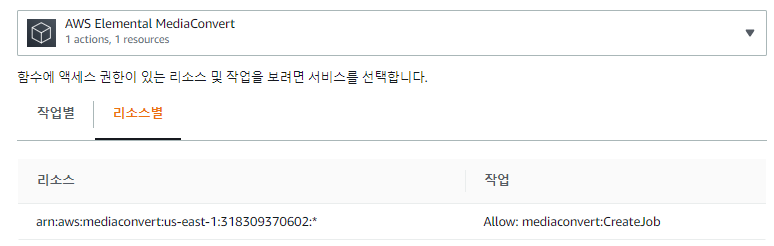 AWS Elemental MediaConvert
1 actions, 1 resources
함수에 액세스 권한이 있는 리소스 및 작업을 보려면 서비스를 선택합니다.
작업별 리소스별
리소스 작업
arn:aws:mediaconvert:us-east-1:318309370602:* Allow: mediaconvert:CreateJob